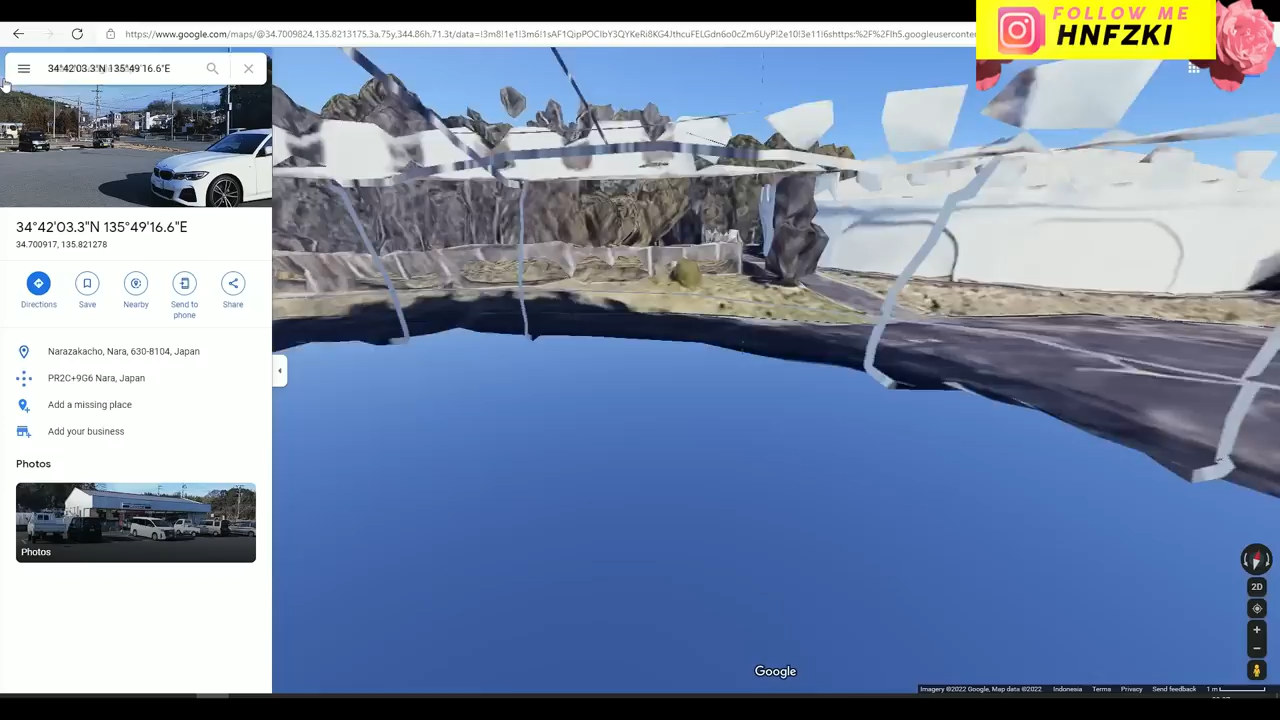 https://www.google.com/maps/@34.7009824,135.8213175,3a,75y,344.86h,71.3t/data=!3m8!1e1!3m6!1sAF1QipPOCIbY3QYKeRi8KG4JthcuFELGdn6o0cZm6UyP!2e10!3e11!6shttps:%2F%2Flh5.googleuserconte
FOLLOW ME
HNFZKI
34°42'03.3"N 135°49'16.6"E
34°42'03.3"N 135°49'16.6"E
34.700917, 135.821278
Directions
Save
Nearby
Send to phone
Share
Narazakacho, Nara, 630-8104, Japan
PR2C+9G6 Nara, Japan
Add a missing place
Add your business
Photos
Photos
2D
Google
Imagery ©2022 Google, Map data ©2022 Indonesia Terms Privacy Send feedback 1 m